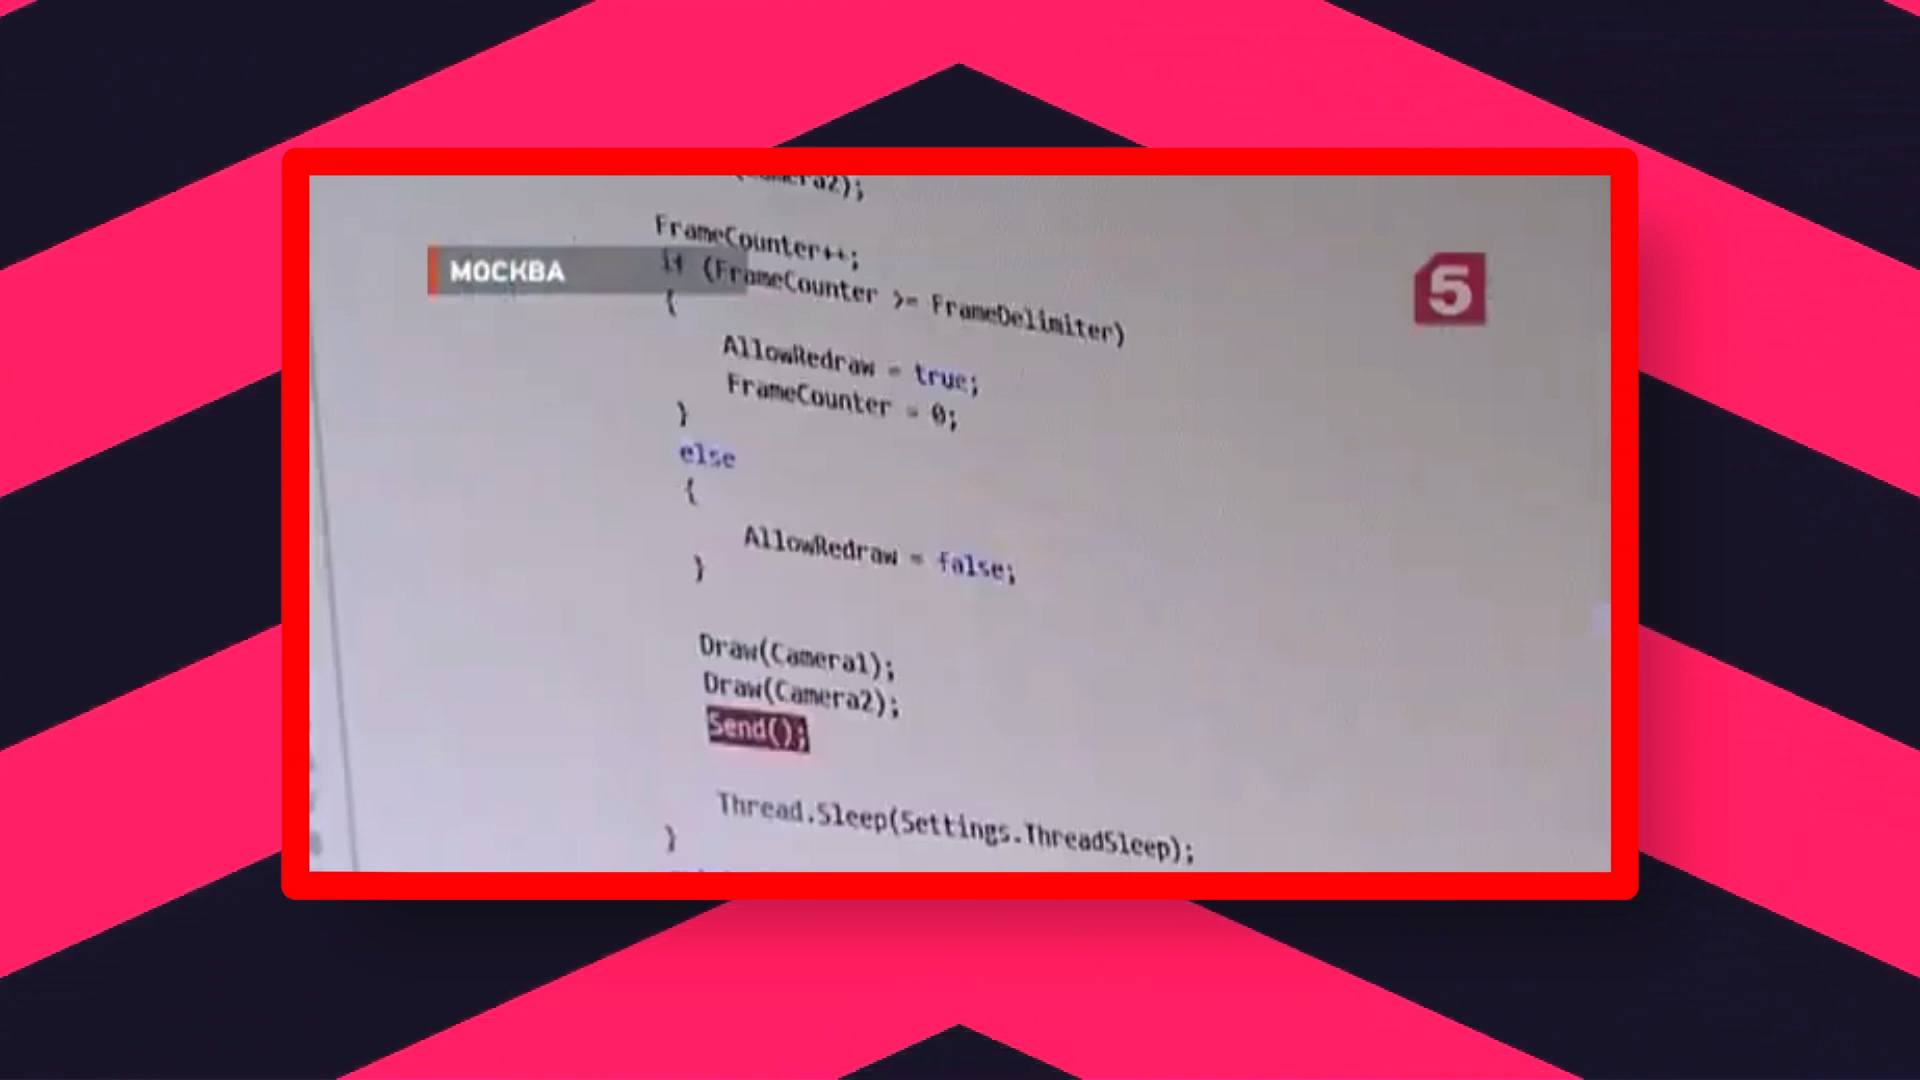 FrameCounter++;
МОСКВА
if (FrameCounter >= FrameDelimiter)
5
{
AllowRedraw = true;
FrameCounter = 0;
}
else
{
AllowRedraw = false;
}
Draw(Camera1);
Draw(Camera2);
Send();
Thread.Sleep(Settings.ThreadSleep);
}